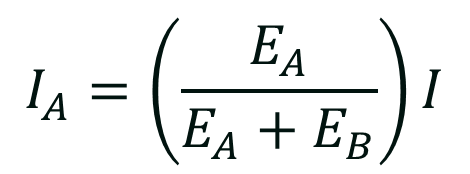 I_A = (E_A / (E_A + E_B)) I